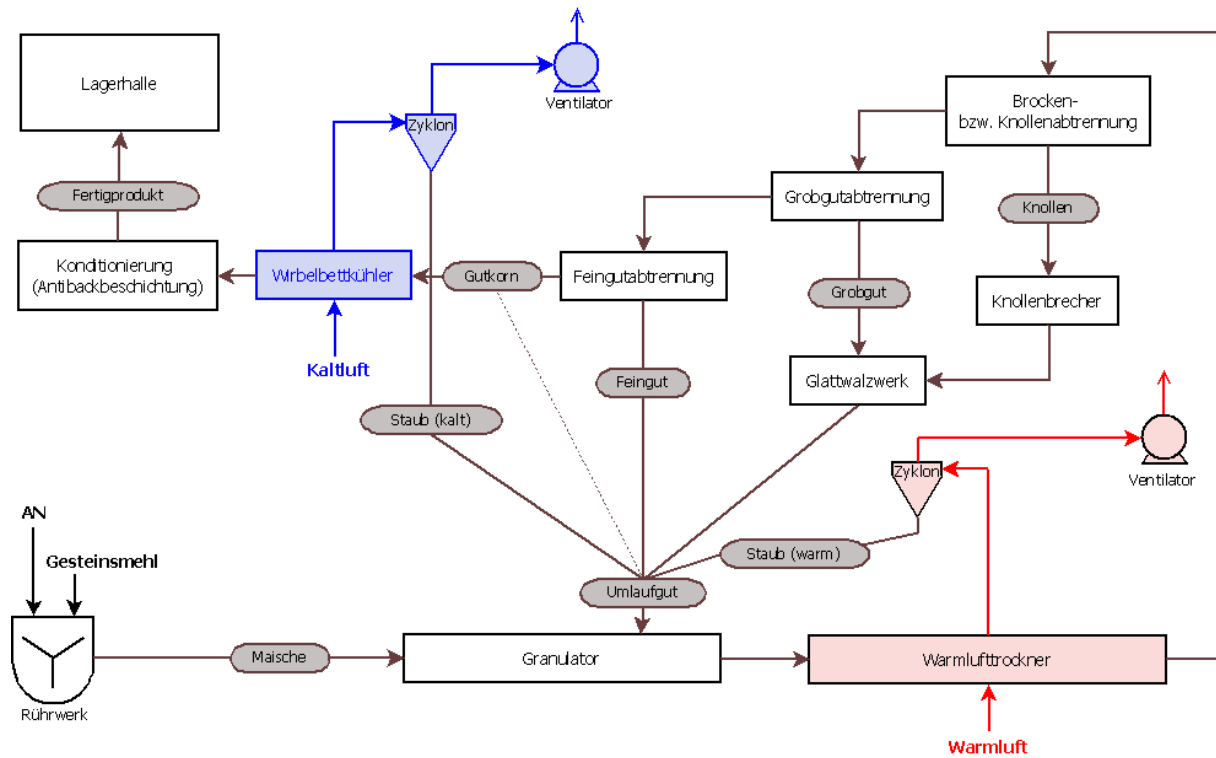 Lagerhalle
Zyklon
Ventilator
Brocken-
bzw. Knollenabtrennung
Fertigprodukt
Grobgutabtrennung
Knollen
Konditionierung
(Antibackbeschichtung)
Wirbelbettkühler
Gutkorn
Feingutabtrennung
Grobgut
Knollenbrecher
Kaltluft
Feingut
Glattwalzwerk
Staub (kalt)
Zyklon
Ventilator
AN
Gesteinsmehl
Staub (warm)
Umlaufgut
Maische
Granulator
Warmlufttrockner
Rührwerk
Warmluft